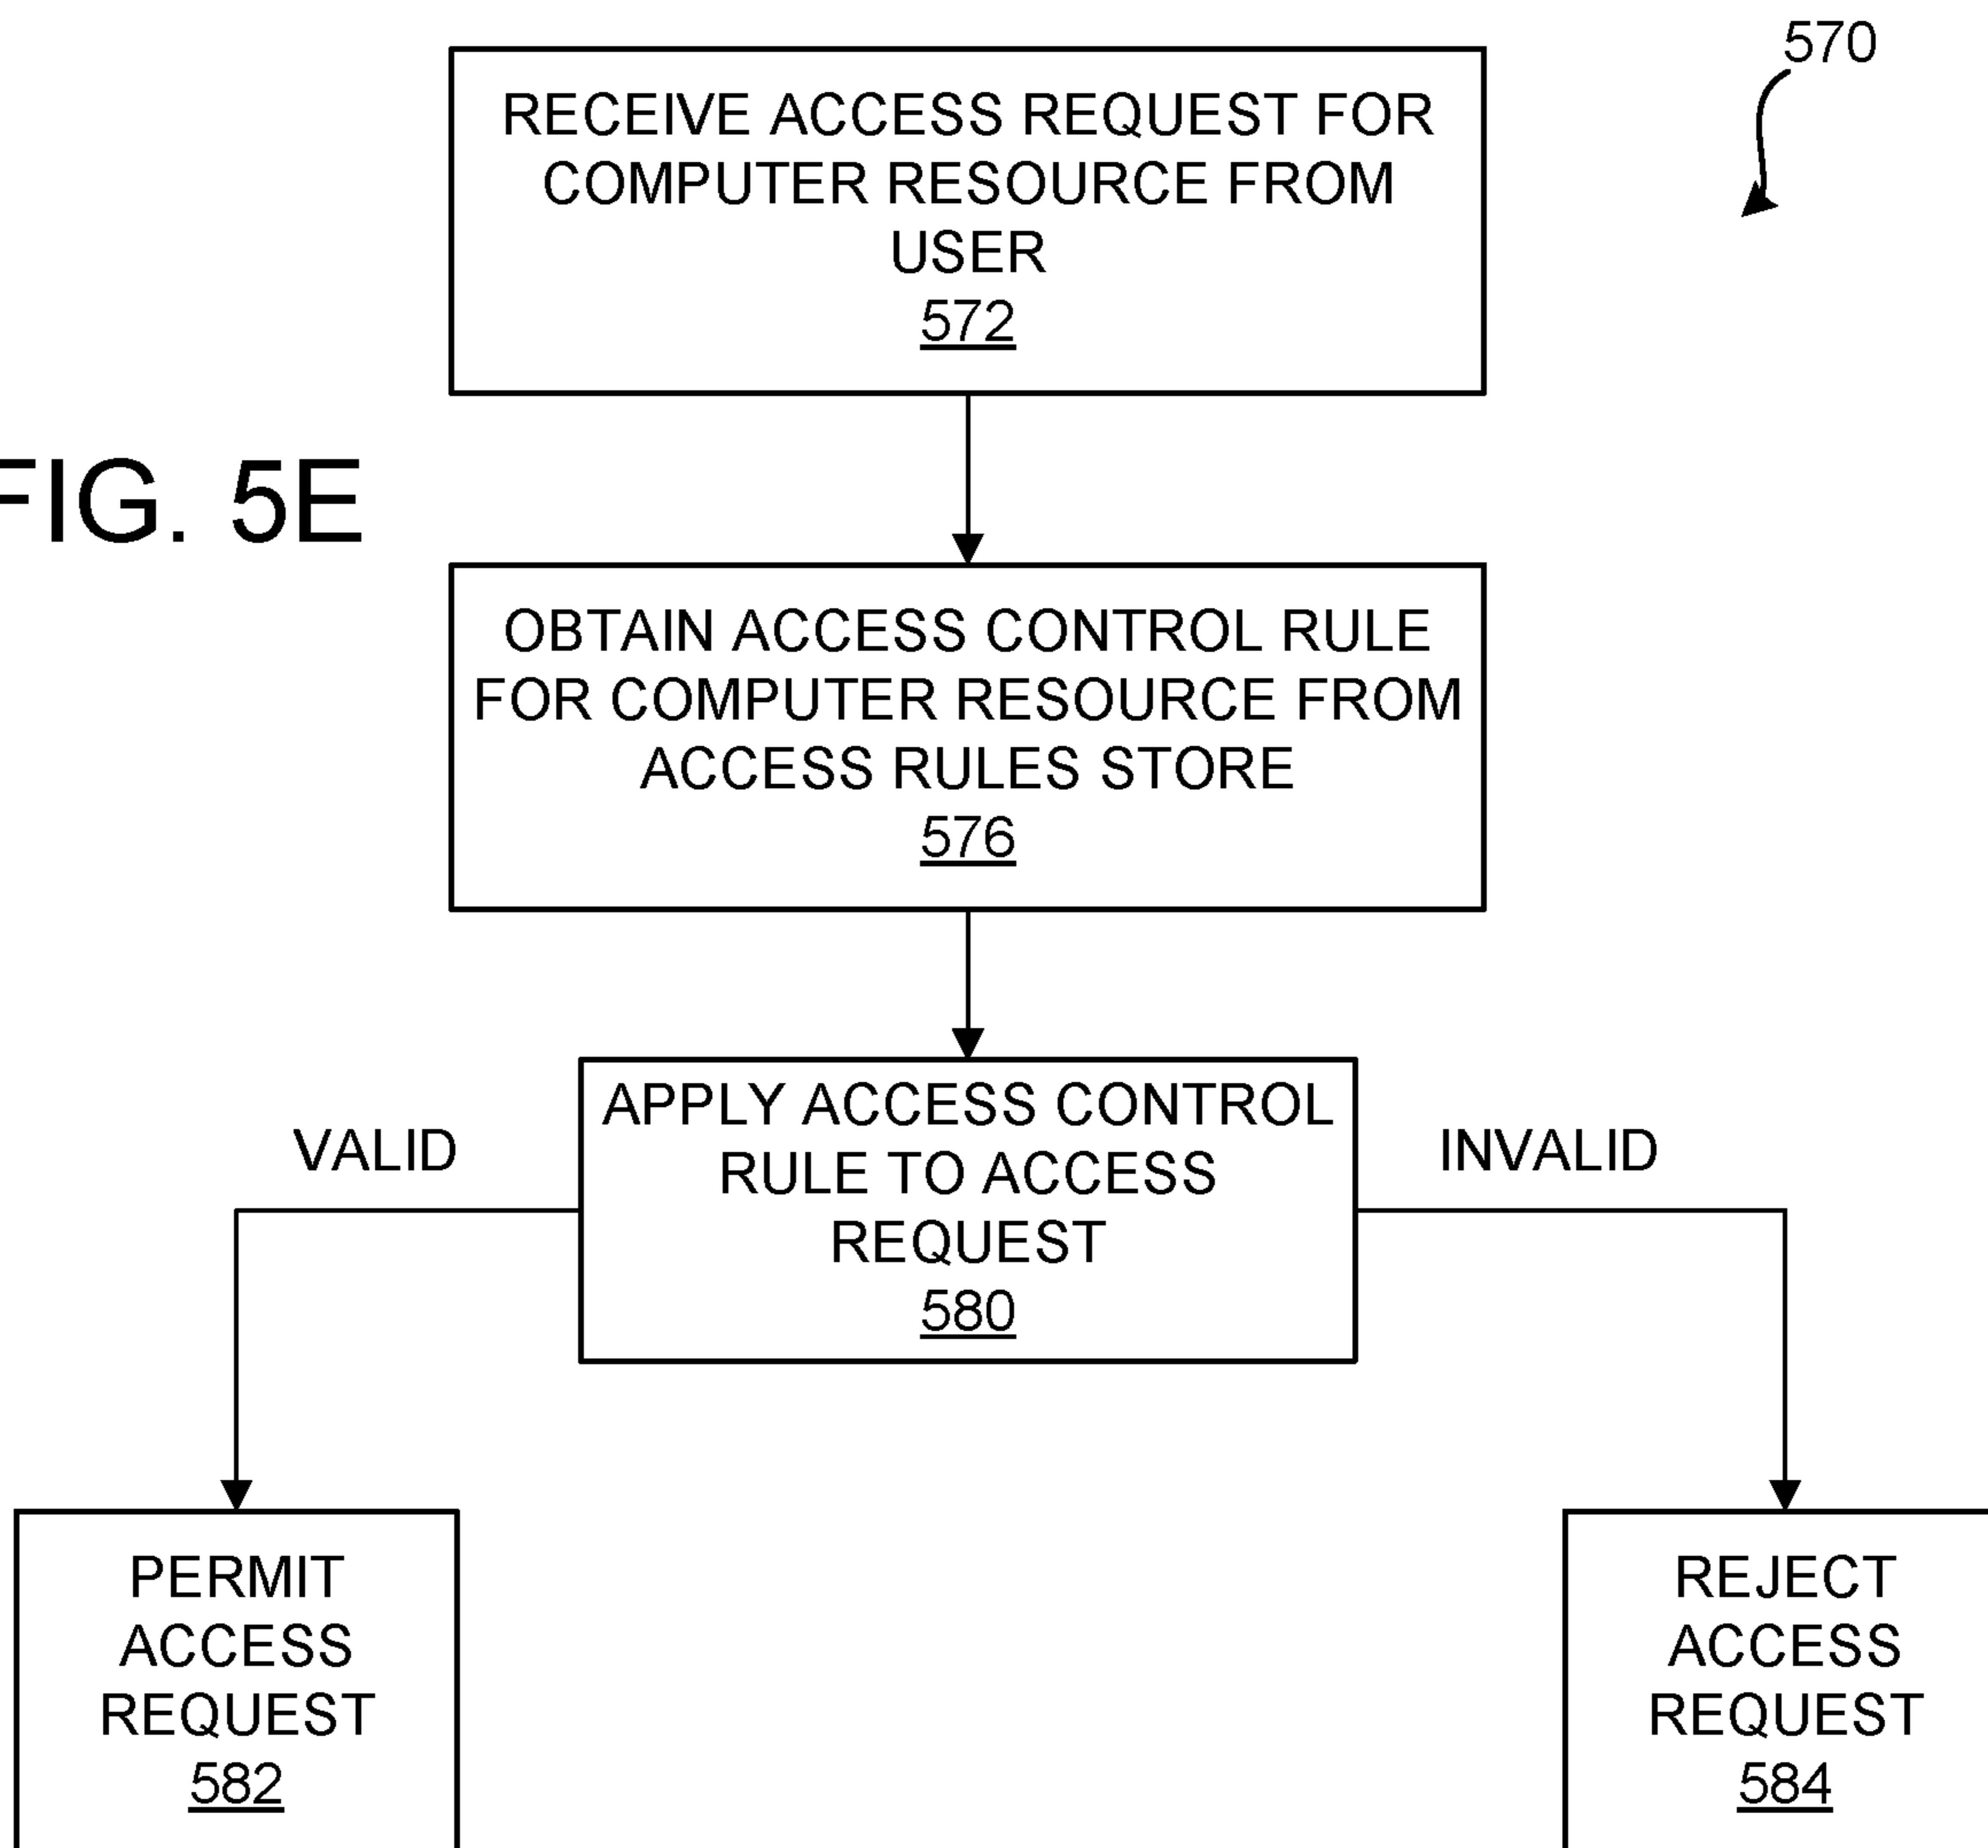 570
RECEIVE ACCESS REQUEST FOR
COMPUTER RESOURCE FROM
USER
572
FIG. 5E
OBTAIN ACCESS CONTROL RULE
FOR COMPUTER RESOURCE FROM
ACCESS RULES STORE
576
APPLY ACCESS CONTROL
RULE TO ACCESS
REQUEST
580
VALID
INVALID
PERMIT
ACCESS
REQUEST
582
REJECT
ACCESS
REQUEST
584